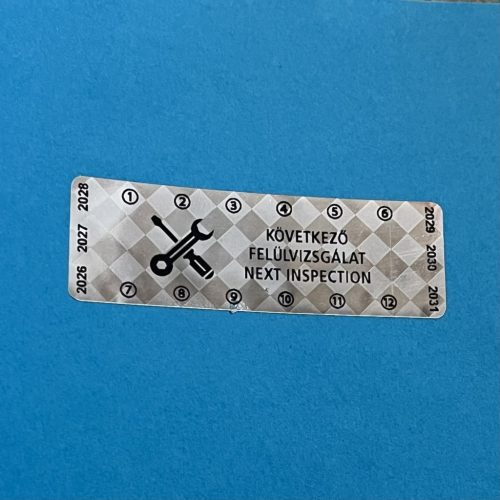 2028
2027
2026
① ② ③ ④ ⑤ ⑥
KÖVETKEZŐ
FELÜLVIZSGÁLAT
NEXT INSPECTION
⑦ ⑧ ⑨ ⑩ ⑪ ⑫
2029
2030
2031